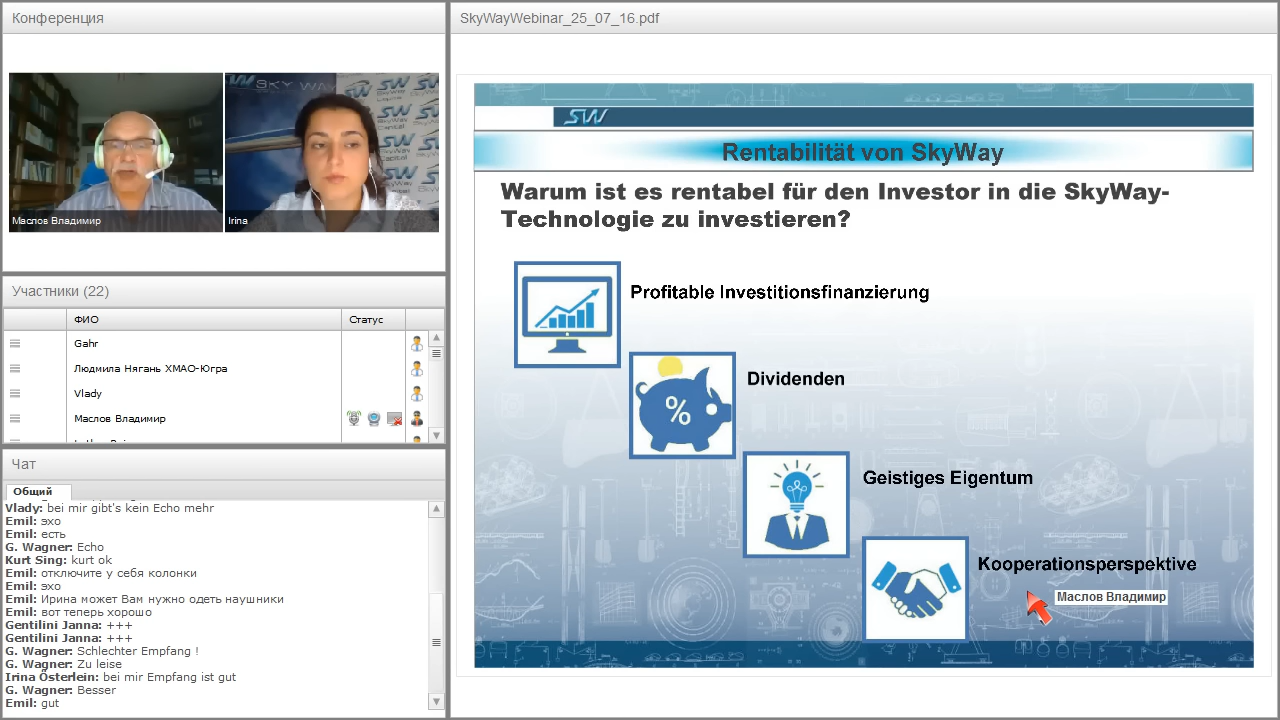 Конференция
Маслов Владимир
Irina
SKY WAY
SW
SkyWay
Capital
Участники (22)
ФИО
Статус
Gahr
Людмила Нягань ХМАО-Югра
Vlady
Маслов Владимир
Чат
Общий
Vlady: bei mir gibt's kein Echo mehr
Emil: эхо
Emil: есть
G. Wagner: Echo
Kurt Sing: kurt ok
Emil: отключите у себя колонки
Emil: эхо
Emil: Ирина может Вам нужно одеть наушники
Emil: вот теперь хорошо
Gentilini Janna: +++
Gentilini Janna: +++
G. Wagner: Schlechter Empfang !
G. Wagner: Zu leise
Irina Österlein: bei mir Empfang ist gut
G. Wagner: Besser
Emil: gut
SkyWayWebinar_25_07_16.pdf
SW
Rentabilität von SkyWay
Warum ist es rentabel für den Investor in die SkyWay-
Technologie zu investieren?
Profitable Investitionsfinanzierung
%
Dividenden
Geistiges Eigentum
Kooperationsperspektive
Маслов Владимир